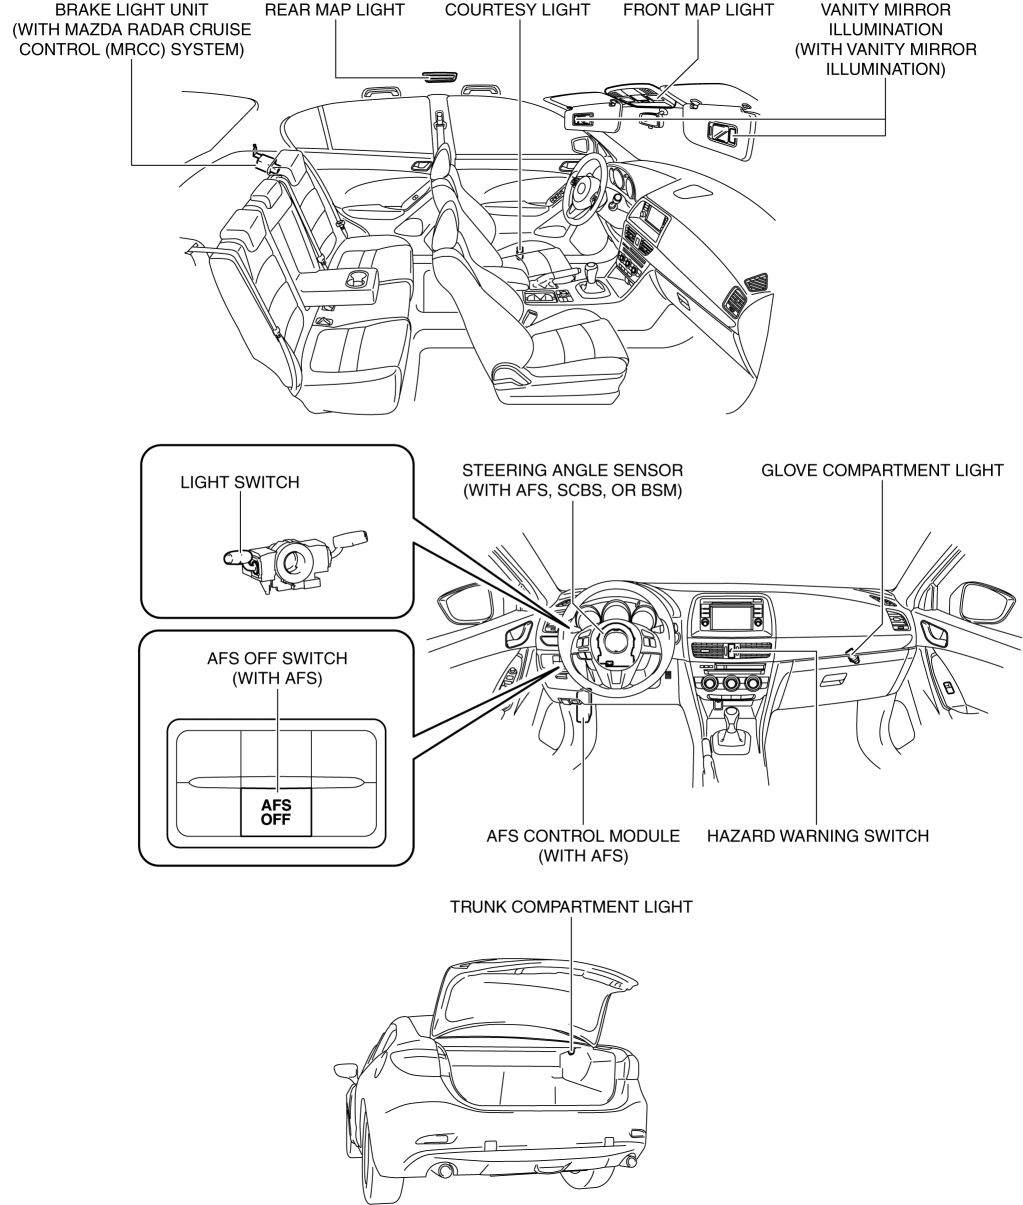 BRAKE LIGHT UNIT
(WITH MAZDA RADAR CRUISE
CONTROL (MRCC) SYSTEM)
REAR MAP LIGHT
COURTESY LIGHT
FRONT MAP LIGHT
VANITY MIRROR
ILLUMINATION
(WITH VANITY MIRROR
ILLUMINATION)
LIGHT SWITCH
STEERING ANGLE SENSOR
(WITH AFS, SCBS, OR BSM)
GLOVE COMPARTMENT LIGHT
AFS OFF SWITCH
(WITH AFS)
AFS
OFF
AFS CONTROL MODULE
(WITH AFS)
HAZARD WARNING SWITCH
TRUNK COMPARTMENT LIGHT